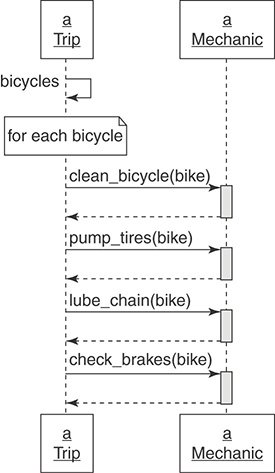 a
Trip
a
Mechanic
bicycles
for each bicycle
clean_bicycle(bike)
pump_tires(bike)
lube_chain(bike)
check_brakes(bike)
a
Trip
a
Mechanic